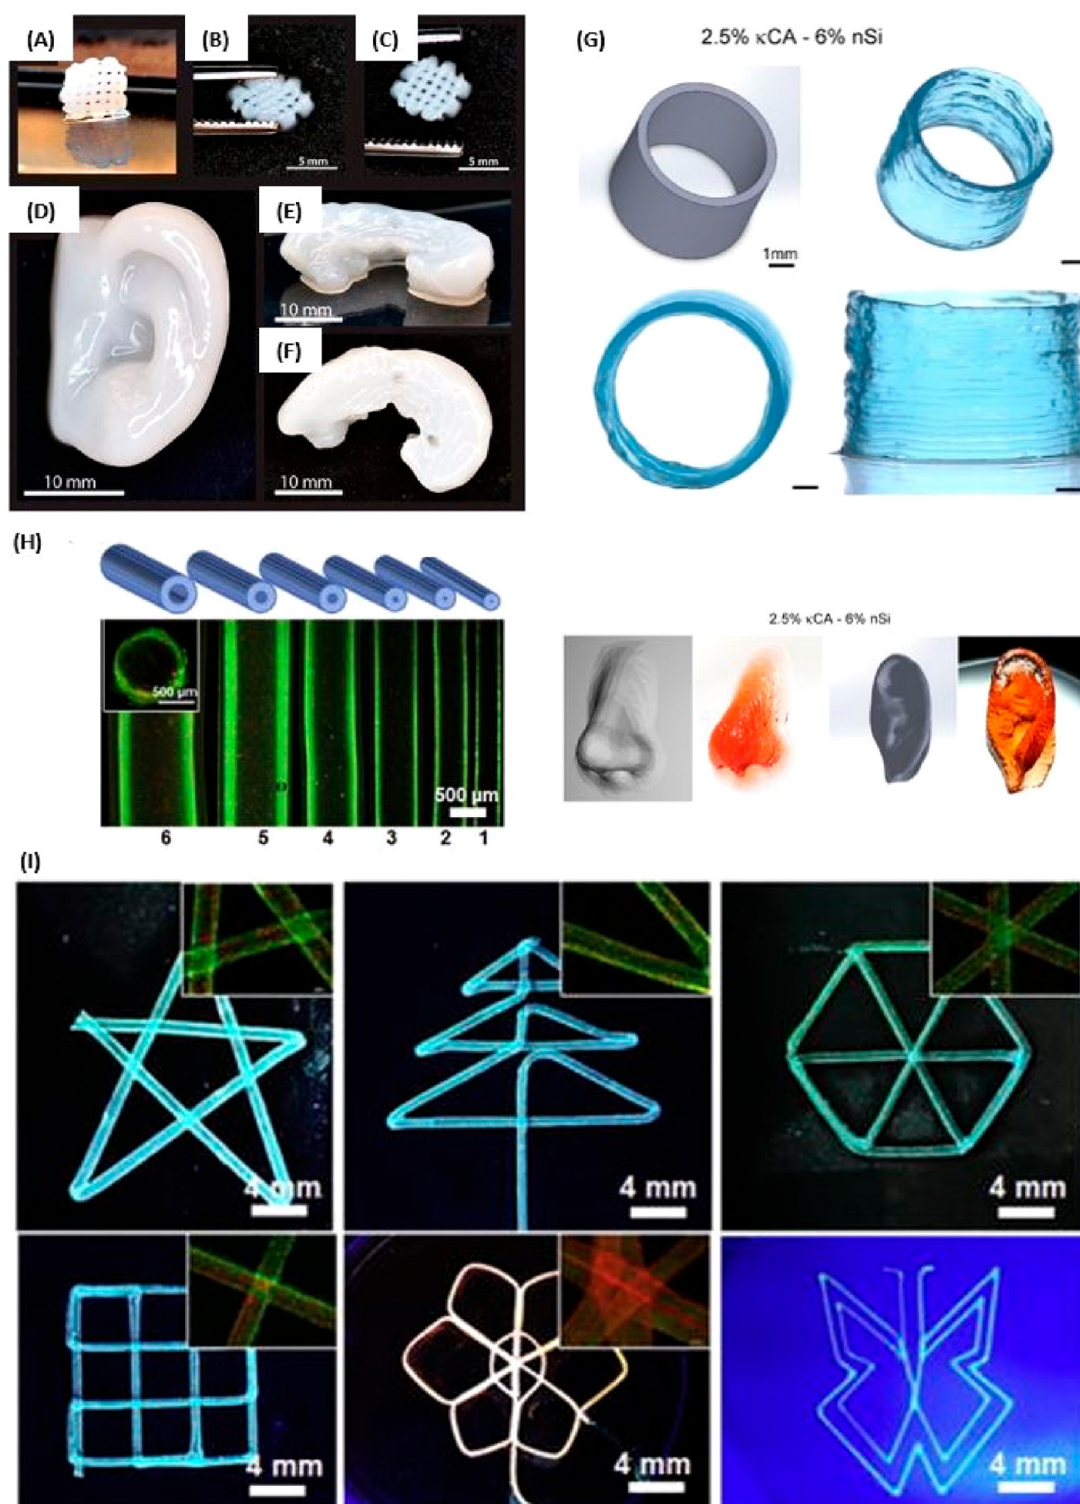 (A)
(B)
(C)
5 mm
5 mm
(D)
(E)
10 mm
10 mm
(F)
10 mm
(G)
2.5% κCA - 6% nSi
1mm
(H)
500 µm
500 µm
6 5 4 3 2 1
2.5% κCA - 6% nSi
(I)
4 mm
4 mm
4 mm
4 mm
4 mm
4 mm